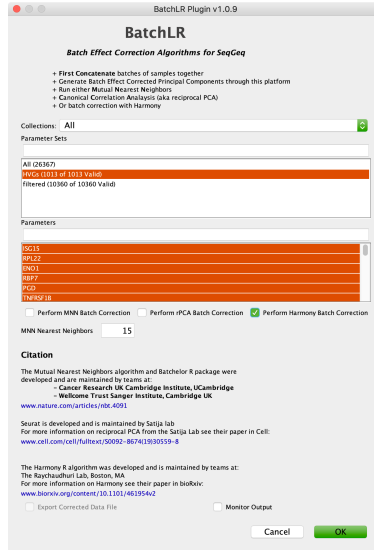 BatchLR Plugin v1.0.9
BatchLR
Batch Effect Correction Algorithms for SeqGeq
+ First Concatenate batches of samples together
+ Generate Batch Effect Corrected Principal Components through this platform
+ Run either Mutual Nearest Neighbors
+ Canonical Correlation Analaysis (aka reciprocal PCA)
+ Or batch correction with Harmony
Collections: All
Parameter Sets
All (26367)
HVGs (1013 of 1013 Valid)
filtered (10360 of 10360 Valid)
Parameters
ISG15
RPL22
ENO1
RBP7
PGD
TNFRSF1B
Perform MNN Batch Correction Perform rPCA Batch Correction Perform Harmony Batch Correction
MNN Nearest Neighbors 15
Citation
The Mutual Nearest Neighbors algorithm and Batchelor R package were
developed and are maintained by teams at:
- Cancer Research UK Cambridge Institute, UCambridge
- Wellcome Trust Sanger Institute, Cambridge UK
www.nature.com/articles/nbt.4091
Seurat is developed and is maintained by Satija lab
For more information on reciprocal PCA from the Satija Lab see their paper in Cell:
www.cell.com/cell/fulltext/S0092-8674(19)30559-8
The Harmony R algorithm was developed and is maintained by teams at:
The Raychaudhuri Lab, Boston, MA
For more information on Harmony see their paper in bioRxiv:
www.biorxiv.org/content/10.1101/461954v2
Export Corrected Data File Monitor Output
Cancel OK